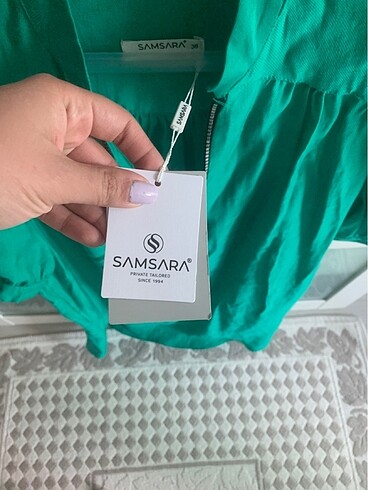 SAMSARA® 38
SAMSARA
SAMSARA®
PRIVATE TAILORED
SINCE 1994